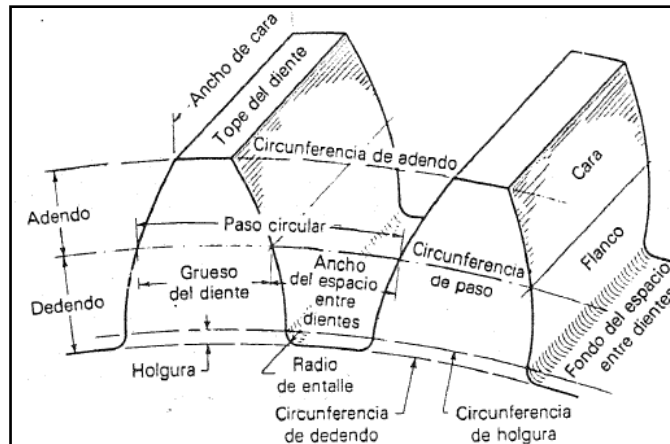 Ancho de cara
Tope del diente
Circunferencia de adendo
Cara
Adendo
Paso circular
Flanco
Dedendo
Grueso
del diente
Ancho
del espacio
entre
dientes
Circunferencia
de paso
Fondo del espacio
entre dientes
Holgura
Radio
de entalle
Circunferencia
de dedendo
Circunferencia
de holgura